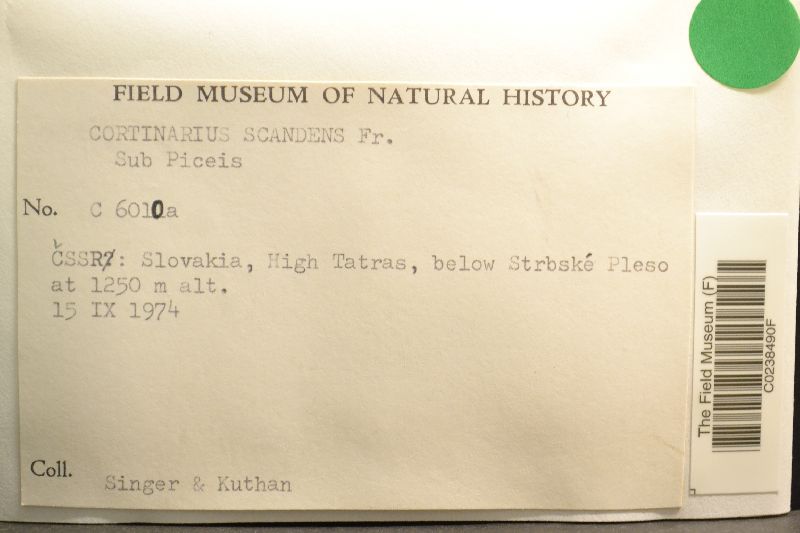 FIELD MUSEUM OF NATURAL HISTORY
CORTINARIUS SCANDENS Fr.
Sub Piceis
No. C 6010a
ČSSR: Slovakia, High Tatras, below Strbské Pleso
at 1250 m alt.
15 IX 1974
Coll. Singer & Kuthan
The Field Museum (F)
C0238490F